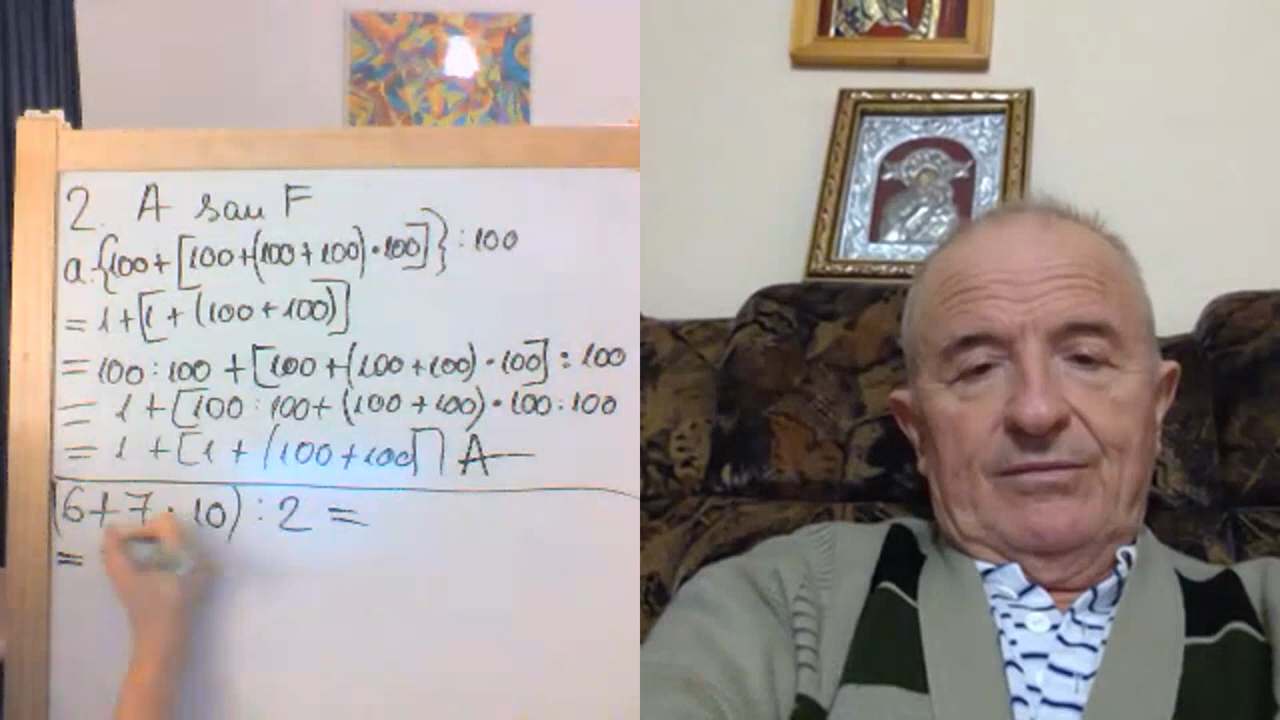 2. A sau F
a. {100+[100+(100+100)•100]}:100
= 1+[1+(100+100)]
= 100:100+[100+(100+100)•100]:100
= 1+[100:100+(100+100)•100:100
= 1+[1+(100+100)] A
(6+7•10):2=
=